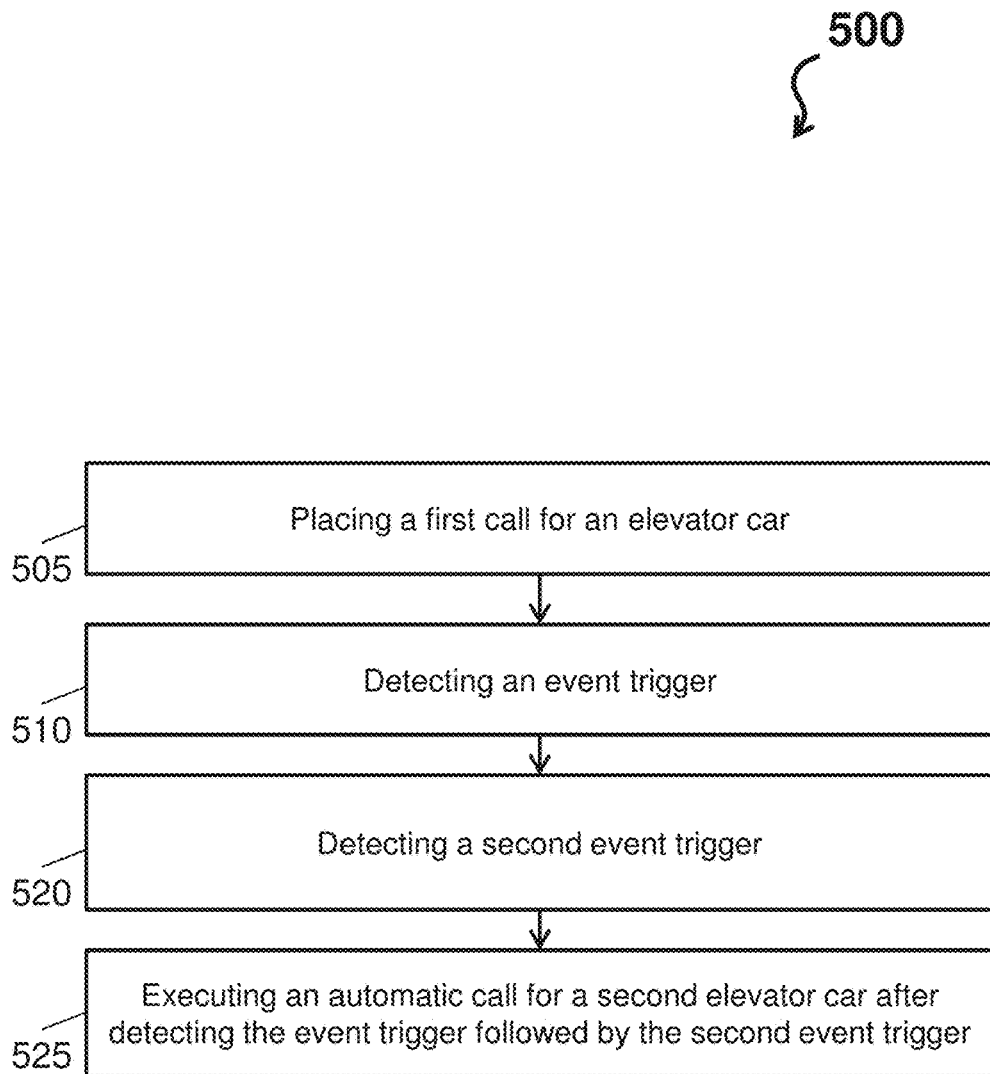 500
Placing a first call for an elevator car
505
Detecting an event trigger
510
Detecting a second event trigger
520
Executing an automatic call for a second elevator car after
detecting the event trigger followed by the second event trigger
525